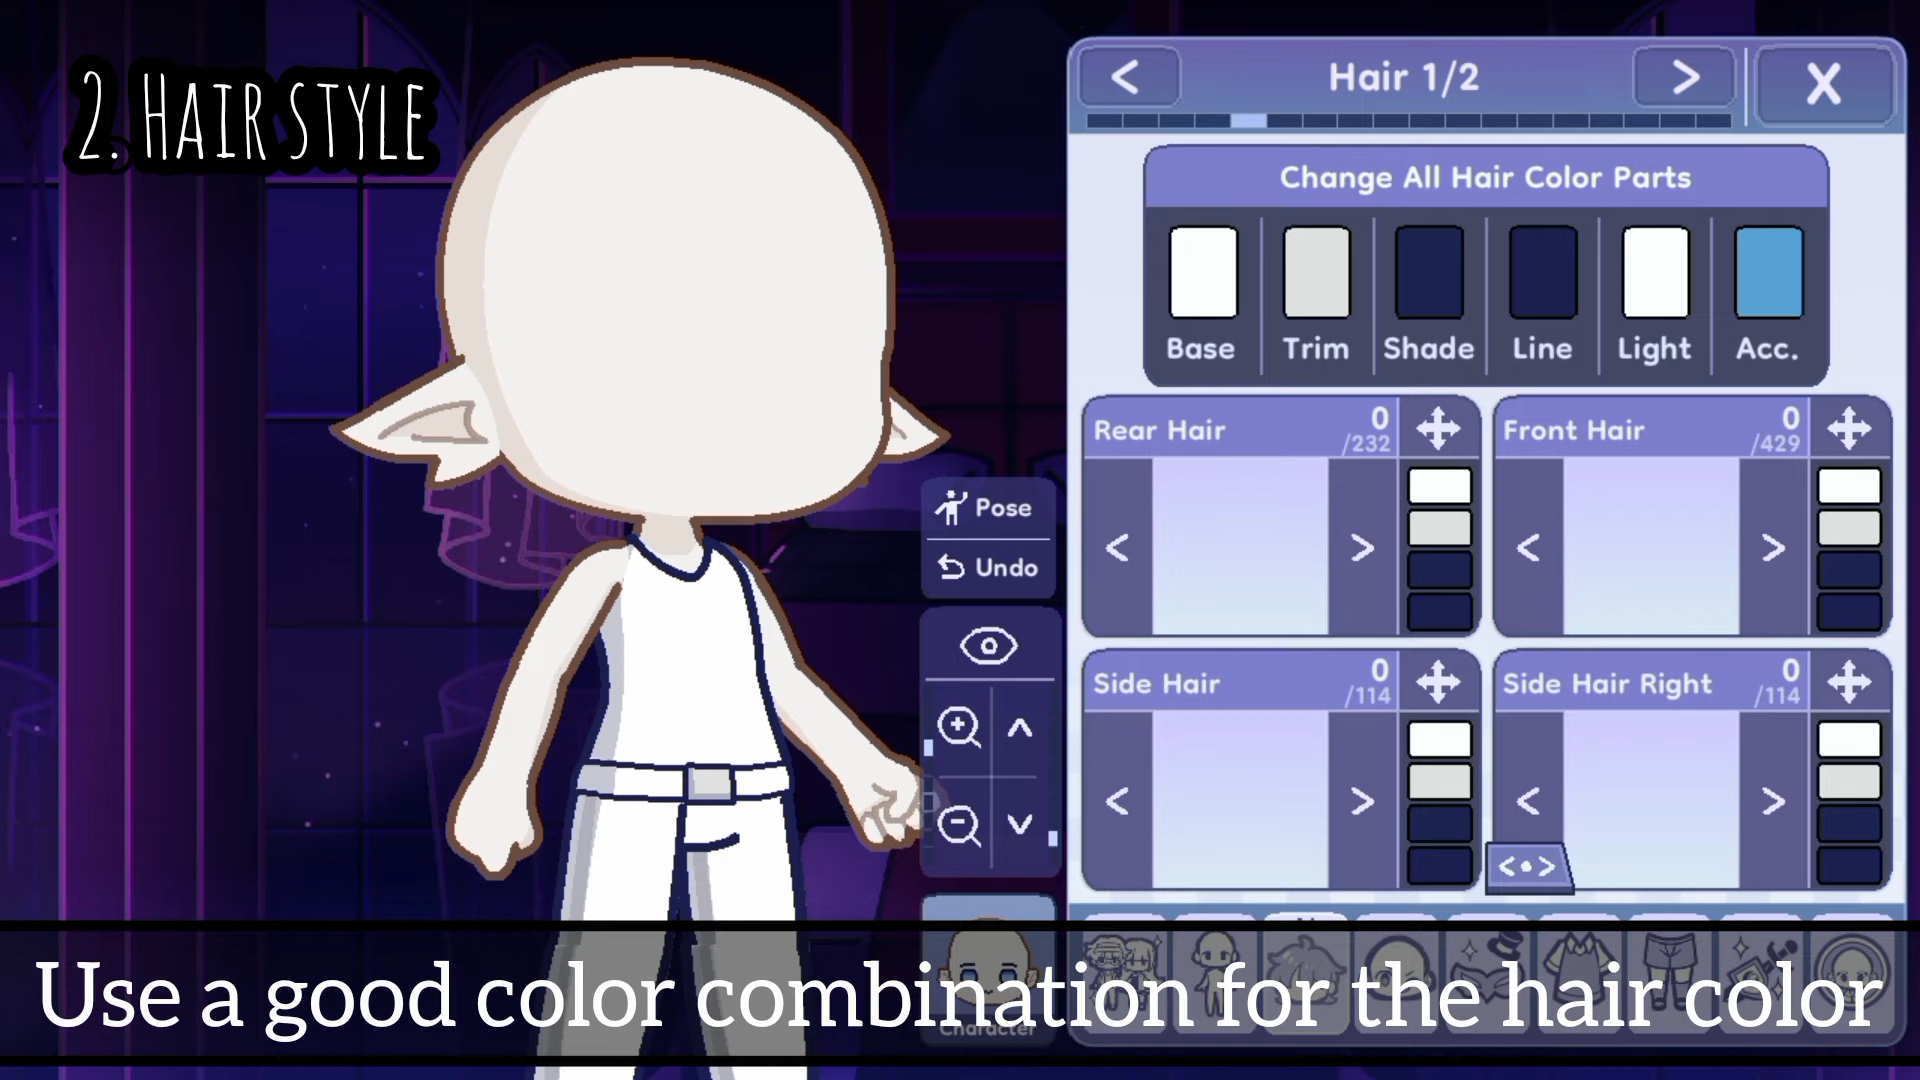 2. Hair style
Hair 1/2
X
Change All Hair Color Parts
Base Trim Shade Line Light Acc.
Rear Hair 0/232
Front Hair 0/429
Pose
Undo
Side Hair 0/114
Side Hair Right 0/114
Use a good color combination for the hair color
Character